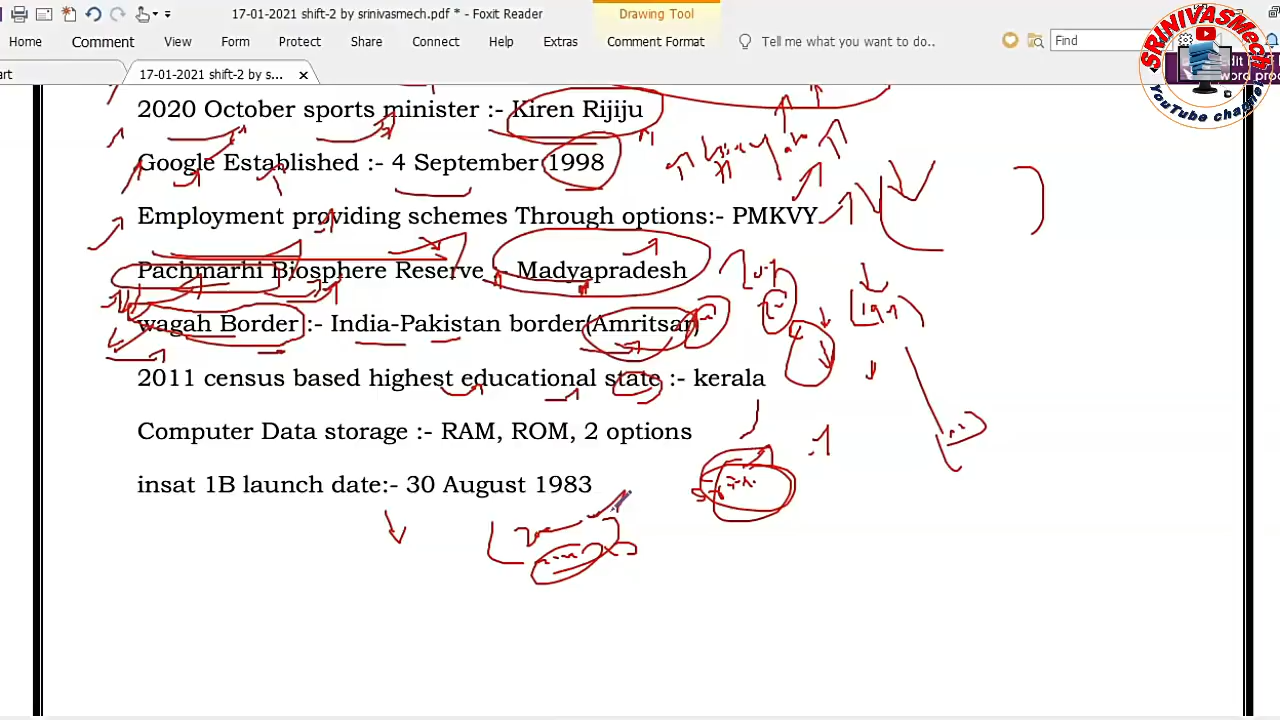 17-01-2021 shift-2 by srinivasmech.pdf * - Foxit Reader
Drawing Tool
Home Comment View Form Protect Share Connect Help Extras Comment Format Tell me what you want to do.. Find
art 17-01-2021 shift-2 by s...
SRINIVASMech
YouTube channel
2020 October sports minister :- Kiren Rijiju
Google Established :- 4 September 1998
Employment providing schemes Through options:- PMKVY
Pachmarhi Biosphere Reserve :- Madyapradesh
wagah Border :- India-Pakistan border(Amritsar)
2011 census based highest educational state :- kerala
Computer Data storage :- RAM, ROM, 2 options
insat 1B launch date:- 30 August 1983